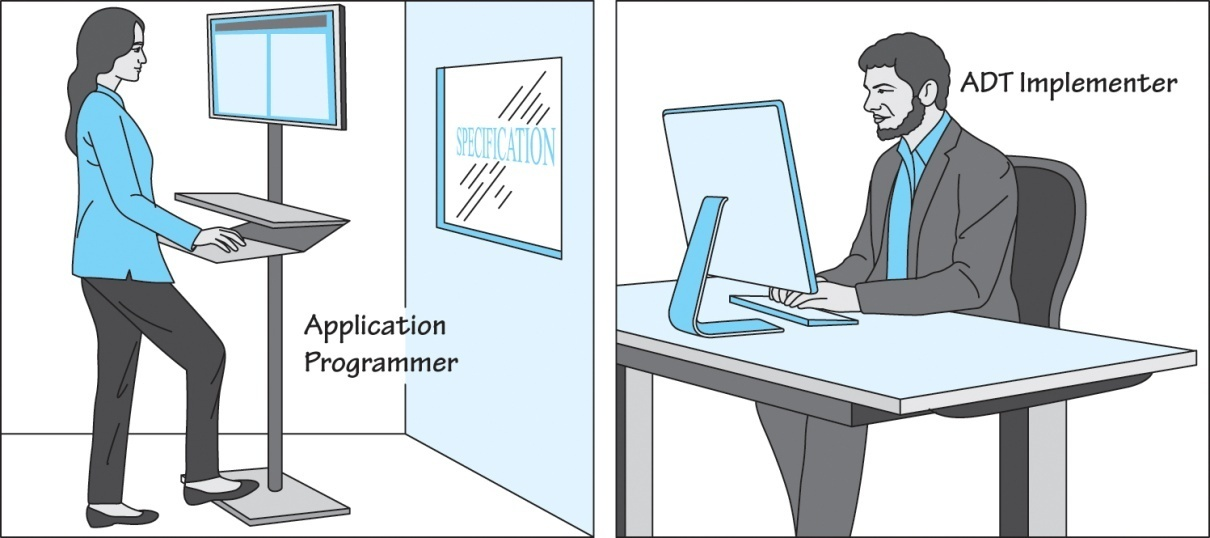 SPECIFICATION
Application
Programmer
ADT Implementer